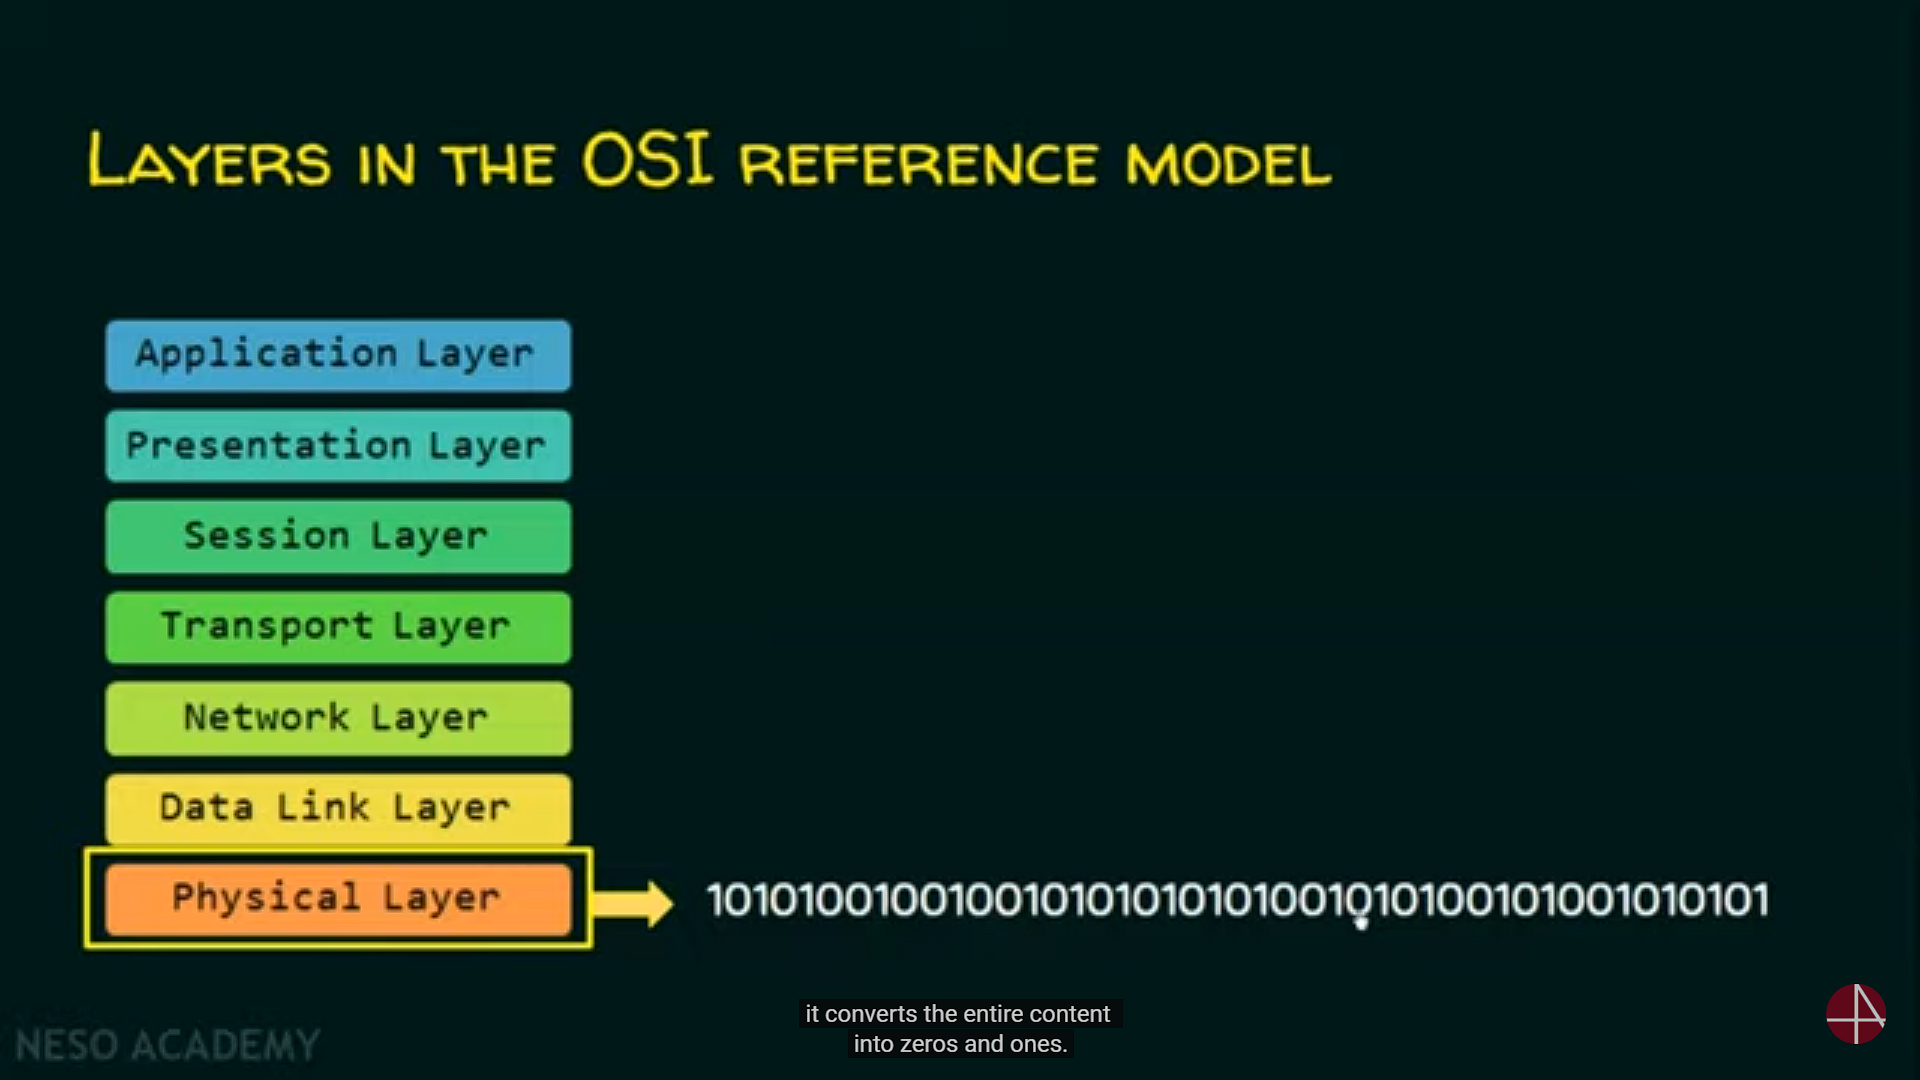 LAYERS IN THE OSI REFERENCE MODEL
Application Layer
Presentation Layer
Session Layer
Transport Layer
Network Layer
Data Link Layer
Physical Layer
10101001001001010101010100101010010100101010101
it converts the entire content
into zeros and ones.
NESO ACADEMY